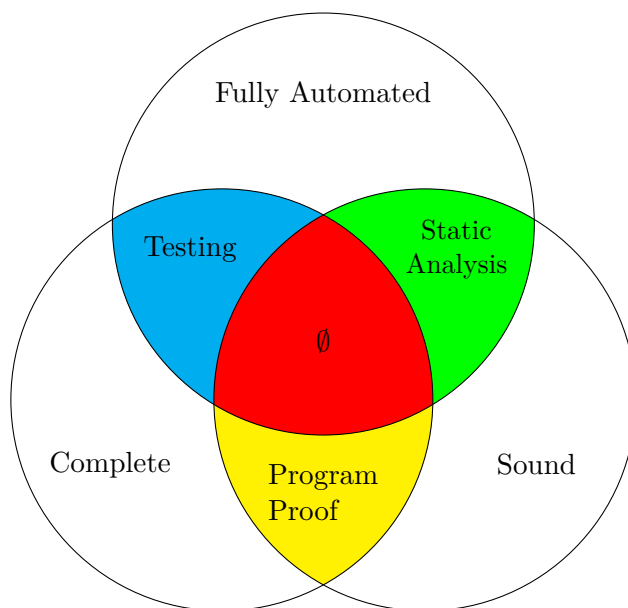 Fully Automated
Testing
Static
Analysis
∅
Complete
Program
Proof
Sound